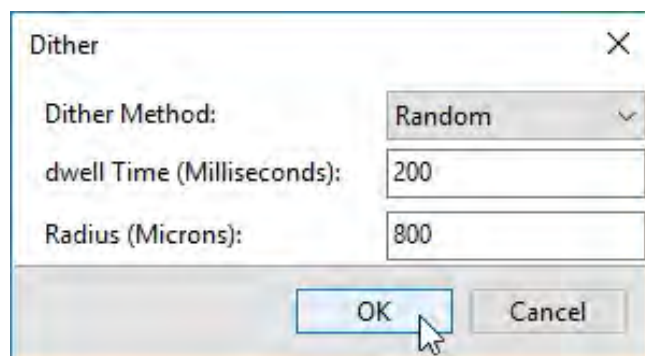 Dither
Dither Method: Random
dwell Time (Milliseconds): 200
Radius (Microns): 800
OK Cancel